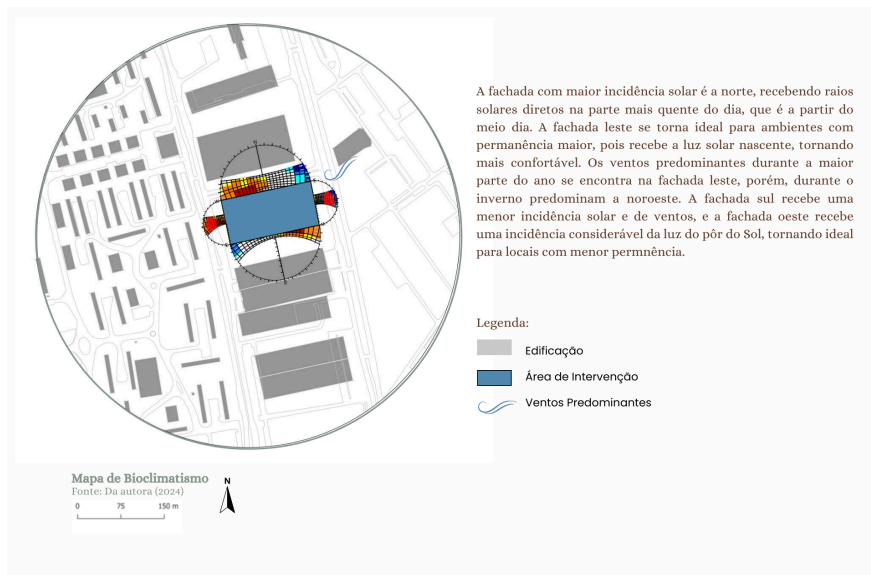 A fachada com maior incidência solar é a norte, recebendo raios
solares diretos na parte mais quente do dia, que é a partir do
meio dia. A fachada leste se torna ideal para ambientes com
permanência maior, pois recebe a luz solar nascente, tornando
mais confortável. Os ventos predominantes durante a maior
parte do ano se encontra na fachada leste, porém, durante o
inverno predominam a noroeste. A fachada sul recebe uma
menor incidência solar e de ventos, e a fachada oeste recebe
uma incidência considerável da luz do pôr do Sol, tornando ideal
para locais com menor permnência.
Legenda:
Edificação
Área de Intervenção
Ventos Predominantes
Mapa de Bioclimatismo
Fonte: Da autora (2024)
0 75 150 m
N